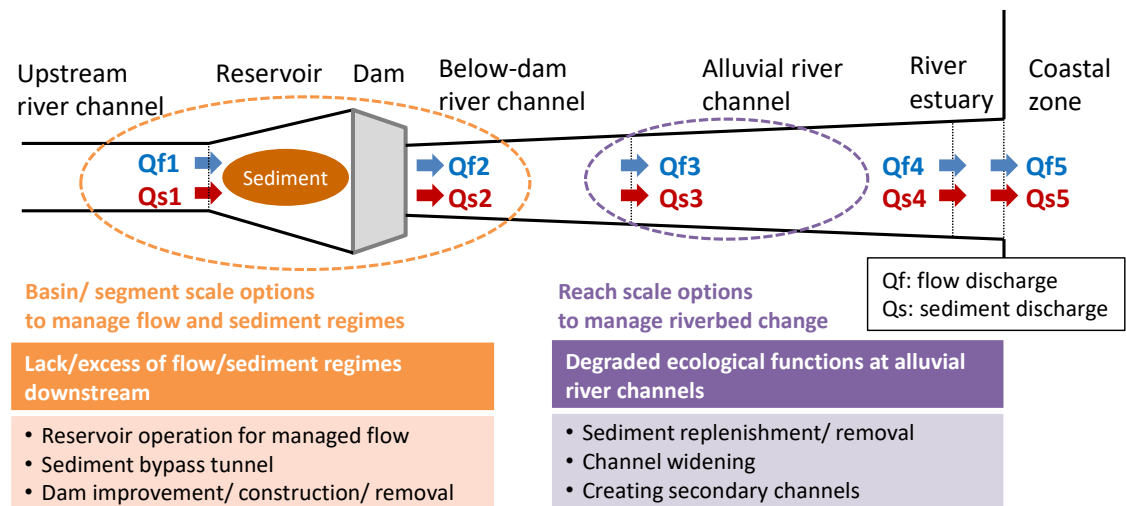 Upstream
river channel
Reservoir
Dam
Below-dam
river channel
Alluvial river
channel
River
estuary
Coastal
zone
Qf1
Qs1
Sediment
Qf2
Qs2
Qf3
Qs3
Qf4
Qs4
Qf5
Qs5
Qf: flow discharge
Qs: sediment discharge
Basin/ segment scale options
to manage flow and sediment regimes
Lack/excess of flow/sediment regimes
downstream
• Reservoir operation for managed flow
• Sediment bypass tunnel
• Dam improvement/ construction/ removal
Reach scale options
to manage riverbed change
Degraded ecological functions at alluvial
river channels
• Sediment replenishment/ removal
• Channel widening
• Creating secondary channels